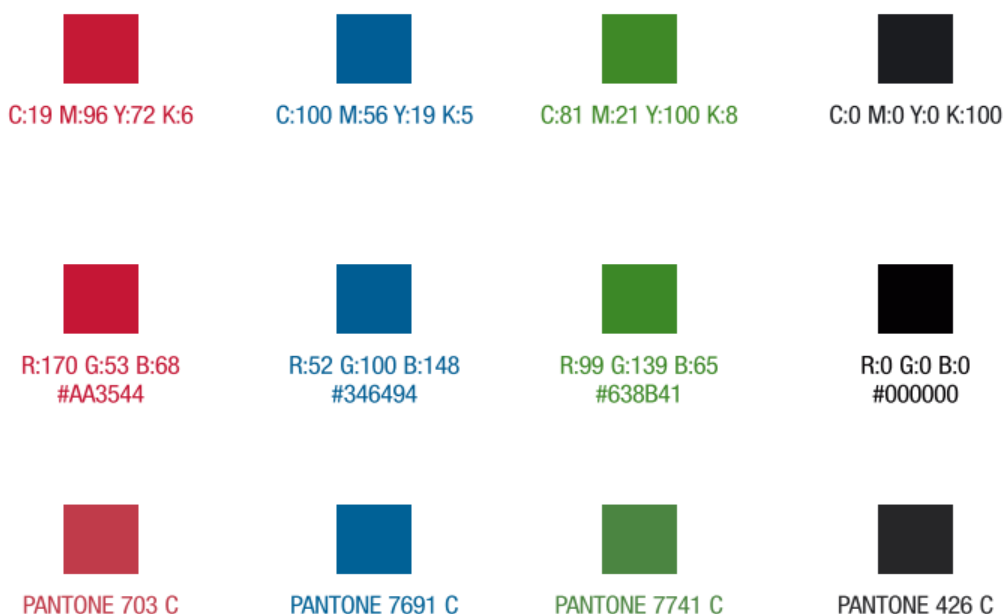 C:19 M:96 Y:72 K:6
C:100 M:56 Y:19 K:5
C:81 M:21 Y:100 K:8
C:0 M:0 Y:0 K:100
R:170 G:53 B:68
#AA3544
R:52 G:100 B:148
#346494
R:99 G:139 B:65
#638B41
R:0 G:0 B:0
#000000
PANTONE 703 C
PANTONE 7691 C
PANTONE 7741 C
PANTONE 426 C